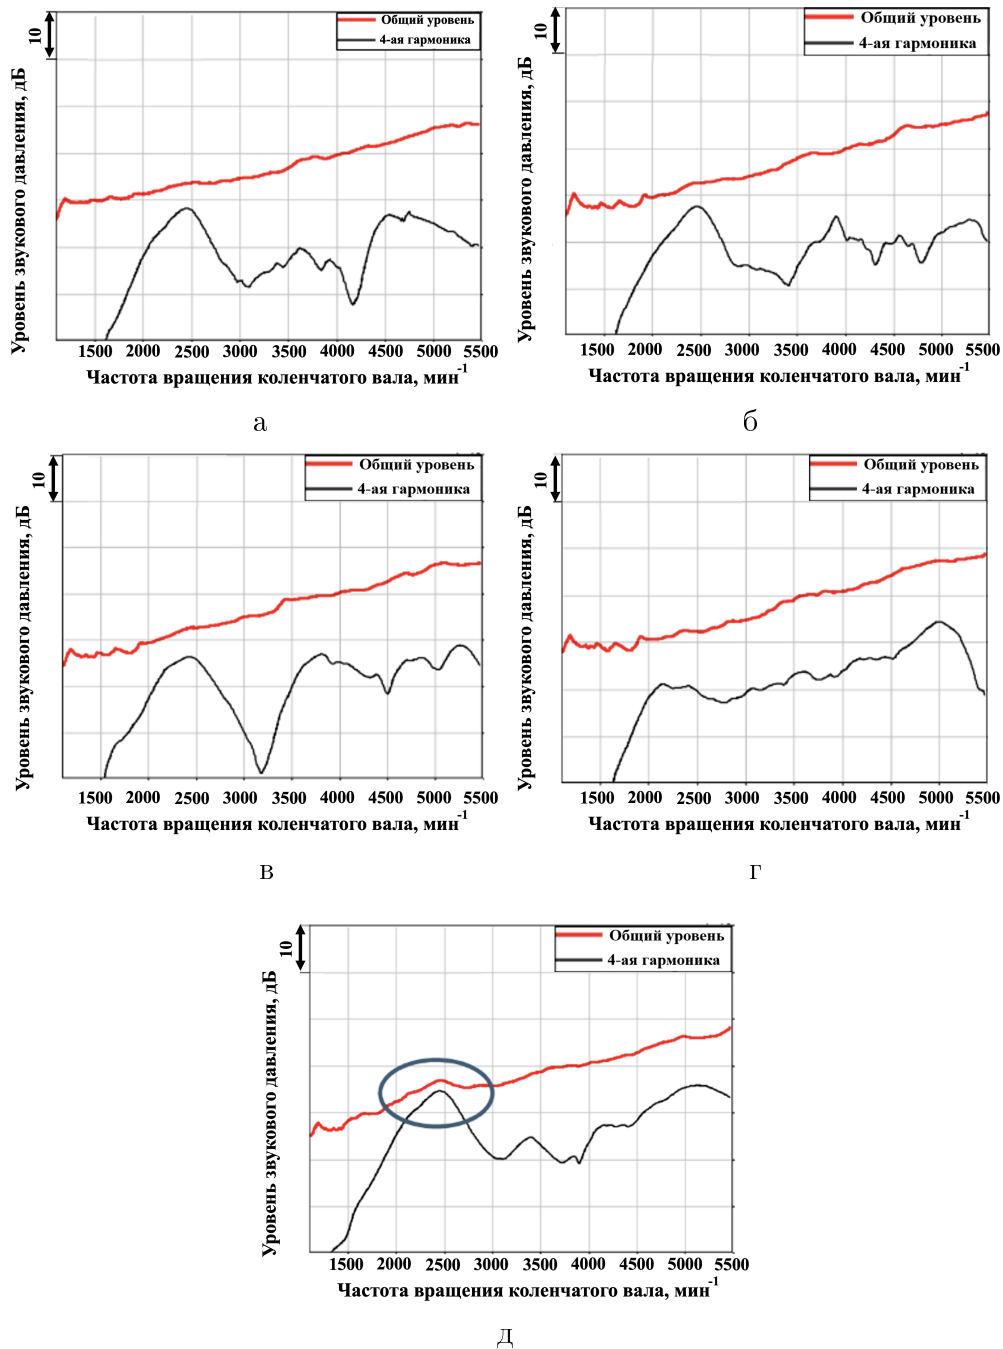 10
Общий уровень
4-ая гармоника
Уровень звукового давления, дБ
1500 2000 2500 3000 3500 4000 4500 5000 5500
Частота вращения коленчатого вала, мин-1
а
10
Общий уровень
4-ая гармоника
Уровень звукового давления, дБ
1500 2000 2500 3000 3500 4000 4500 5000 5500
Частота вращения коленчатого вала, мин-1
б
10
Общий уровень
4-ая гармоника
Уровень звукового давления, дБ
1500 2000 2500 3000 3500 4000 4500 5000 5500
Частота вращения коленчатого вала, мин-1
в
10
Общий уровень
4-ая гармоника
Уровень звукового давления, дБ
1500 2000 2500 3000 3500 4000 4500 5000 5500
Частота вращения коленчатого вала, мин-1
г
10
Общий уровень
4-ая гармоника
Уровень звукового давления, дБ
1500 2000 2500 3000 3500 4000 4500 5000 5500
Частота вращения коленчатого вала, мин-1
д